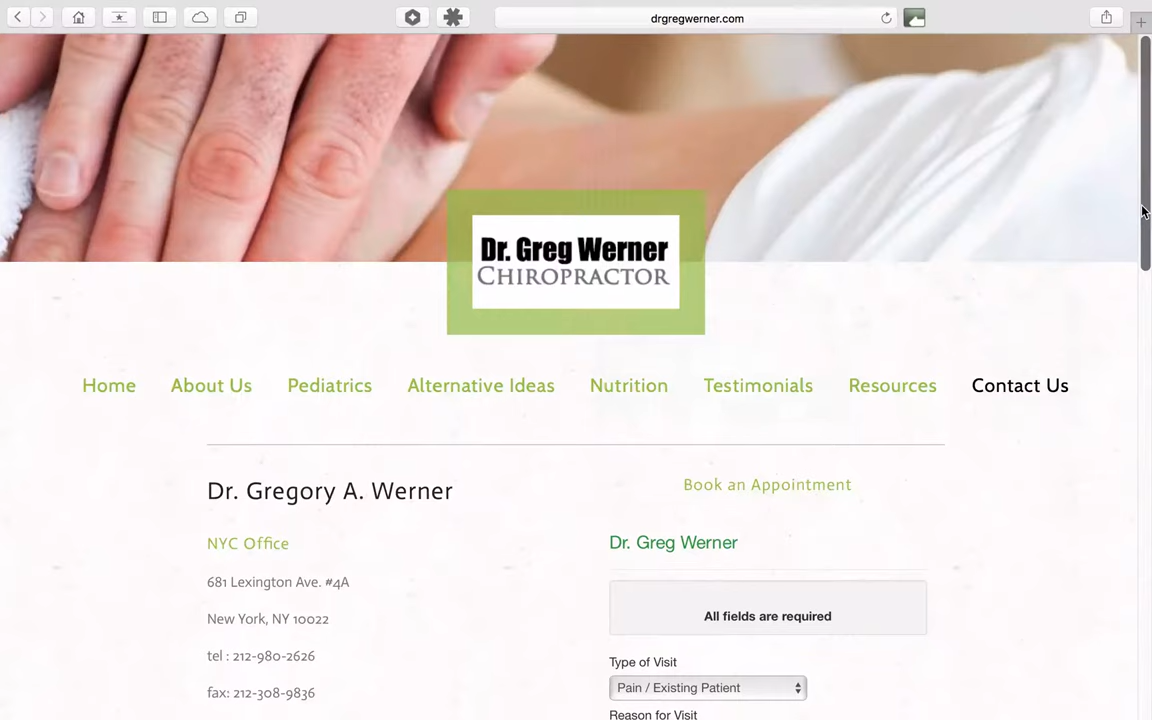 drgregwerner.com
Dr. Greg Werner
CHIROPRACTOR
Home About Us Pediatrics Alternative Ideas Nutrition Testimonials Resources Contact Us
Dr. Gregory A. Werner
NYC Office
681 Lexington Ave. #4A
New York, NY 10022
tel : 212-980-2626
fax: 212-308-9836
Book an Appointment
Dr. Greg Werner
All fields are required
Type of Visit
Pain / Existing Patient
Reason for Visit